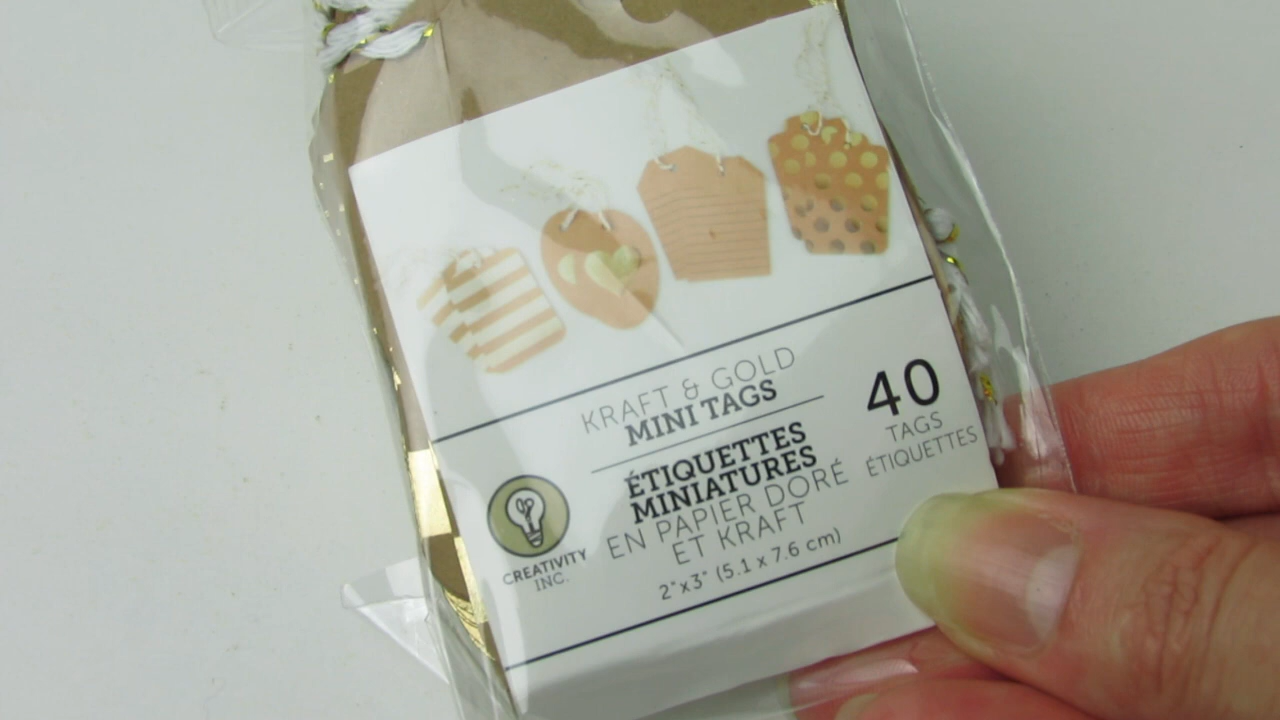 KRAFT & GOLD
MINI TAGS
40
TAGS
ÉTIQUETTES
ÉTIQUETTES
MINIATURES
EN PAPIER DORÉ
ET KRAFT
2"x3" (5.1 x 7.6 cm)
CREATIVITY
INC.